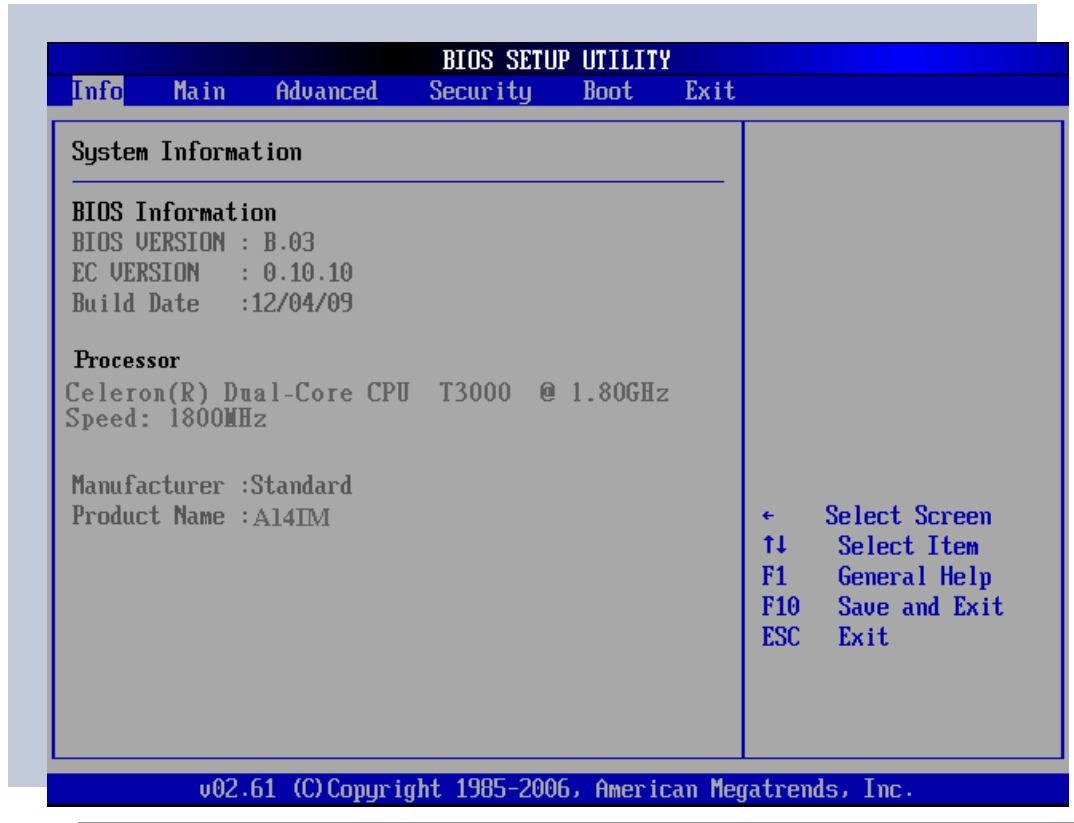 BIOS SETUP UTILITY
Info Main Advanced Security Boot Exit
System Information
BIOS Information
BIOS VERSION : B.03
EC VERSION : 0.10.10
Build Date :12/04/09
Processor
Celeron(R) Dual-Core CPU T3000 @ 1.80GHz
Speed: 1800MHz
Manufacturer :Standard
Product Name :A14IM
← Select Screen
↑↓ Select Item
F1 General Help
F10 Save and Exit
ESC Exit
v02.61 (C)Copyright 1985-2006, American Megatrends, Inc.